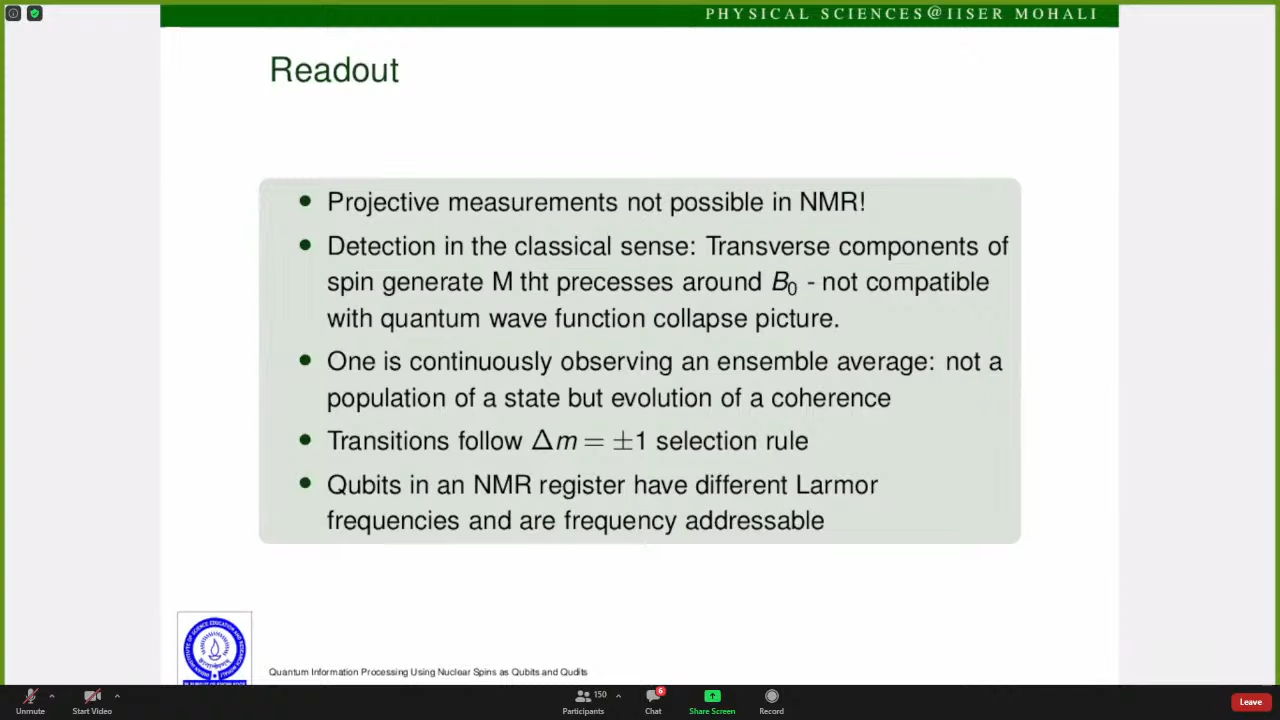 PHYSICAL SCIENCES@IISER MOHALI
Readout
• Projective measurements not possible in NMR!
• Detection in the classical sense: Transverse components of
spin generate M tht precesses around B₀ - not compatible
with quantum wave function collapse picture.
• One is continuously observing an ensemble average: not a
population of a state but evolution of a coherence
• Transitions follow Δm = ±1 selection rule
• Qubits in an NMR register have different Larmor
frequencies and are frequency addressable
Quantum Information Processing Using Nuclear Spins as Qubits and Qudits
Unmute
Start Video
150
Participants
6
Chat
Share Screen
Record
Leave